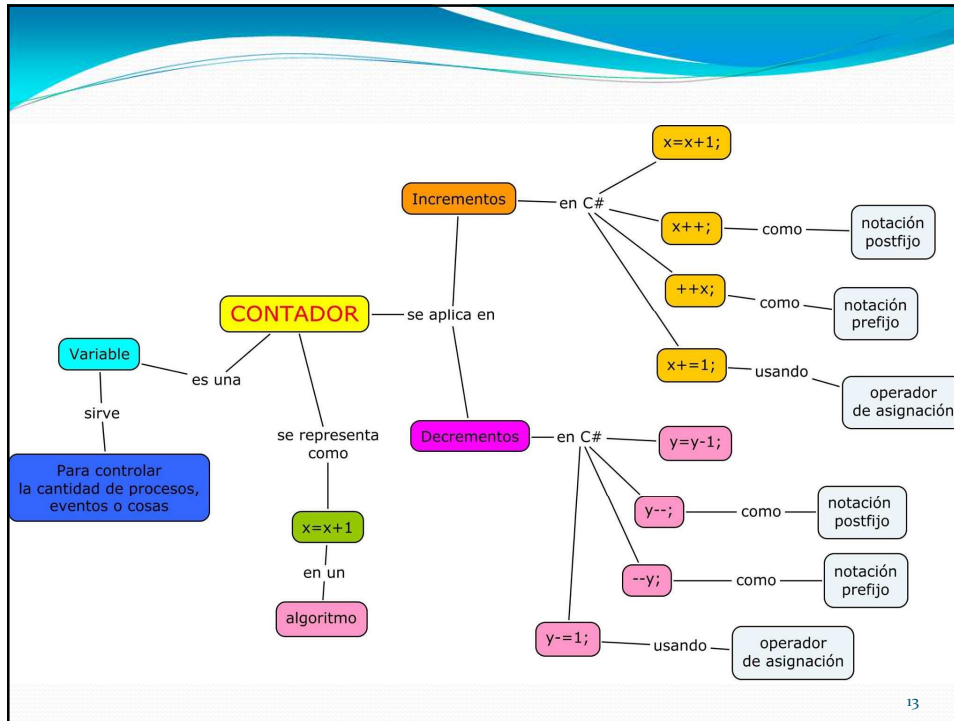 x=x+1;
Incrementos
en C#
x++;
como
notación
postfijo
++x;
como
notación
prefijo
x+=1;
usando
operador
de asignación
CONTADOR
se aplica en
Variable
es una
sirve
Para controlar
la cantidad de procesos,
eventos o cosas
se representa
como
x=x+1
en un
algoritmo
Decrementos
en C#
y=y-1;
y--;
como
notación
postfijo
--y;
como
notación
prefijo
y-=1;
usando
operador
de asignación
13